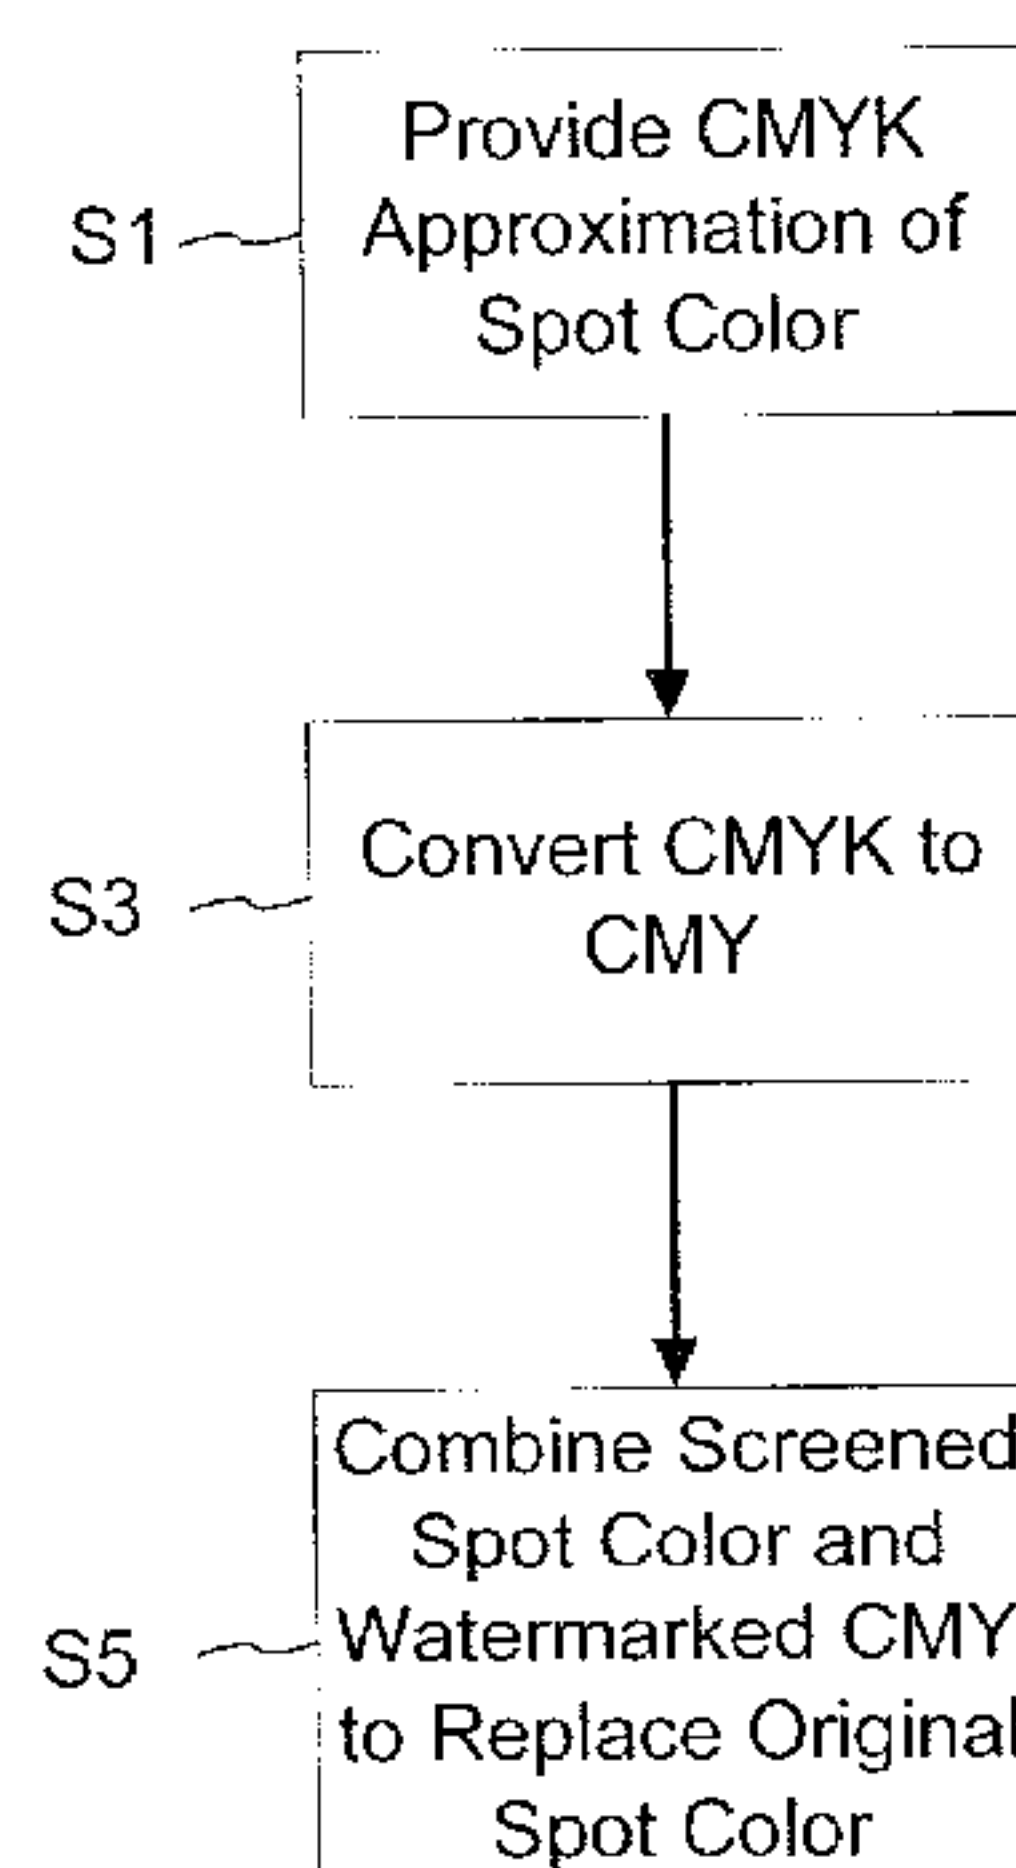 Provide CMYK
S1
Approximation of
Spot Color
Convert CMYK to
S3
CMY
Combine Screened
Spot Color and
Watermarked CMY
S5
to Replace Original
Spot Color